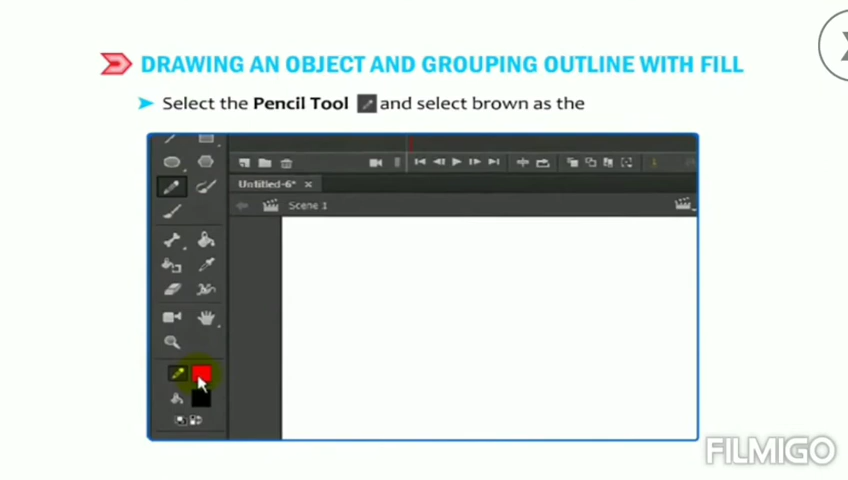 DRAWING AN OBJECT AND GROUPING OUTLINE WITH FILL
Select the Pencil Tool and select brown as the
Untitled-6* ×
Scene 1
FILMIGO